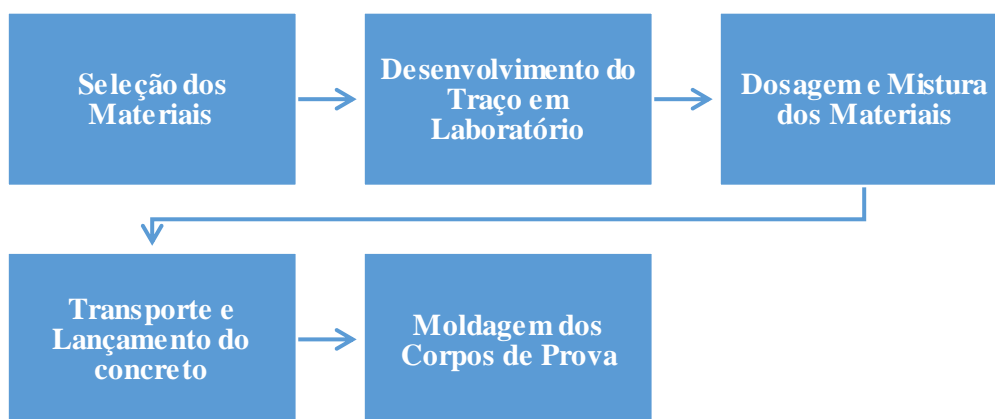 Seleção dos
Materiais
Desenvolvimento do
Traço em
Laboratório
Dosagem e Mistura
dos Materiais
Transporte e
Lançamento do
concreto
Moldagem dos
Corpos de Prova